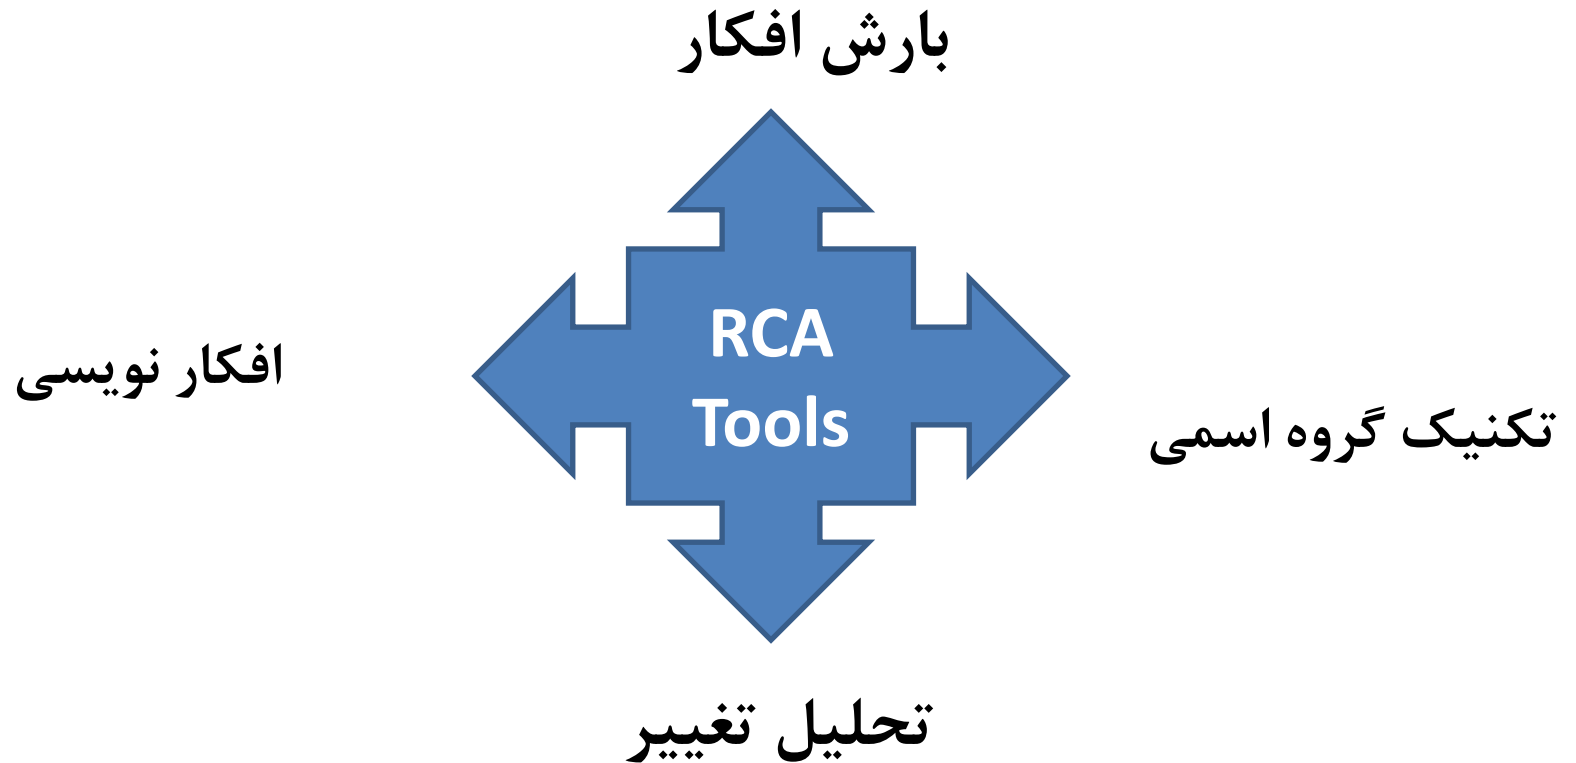 بارش افکار
RCA
Tools
افکار نویسی
تکنیک گروه اسمی
تحلیل تغییر